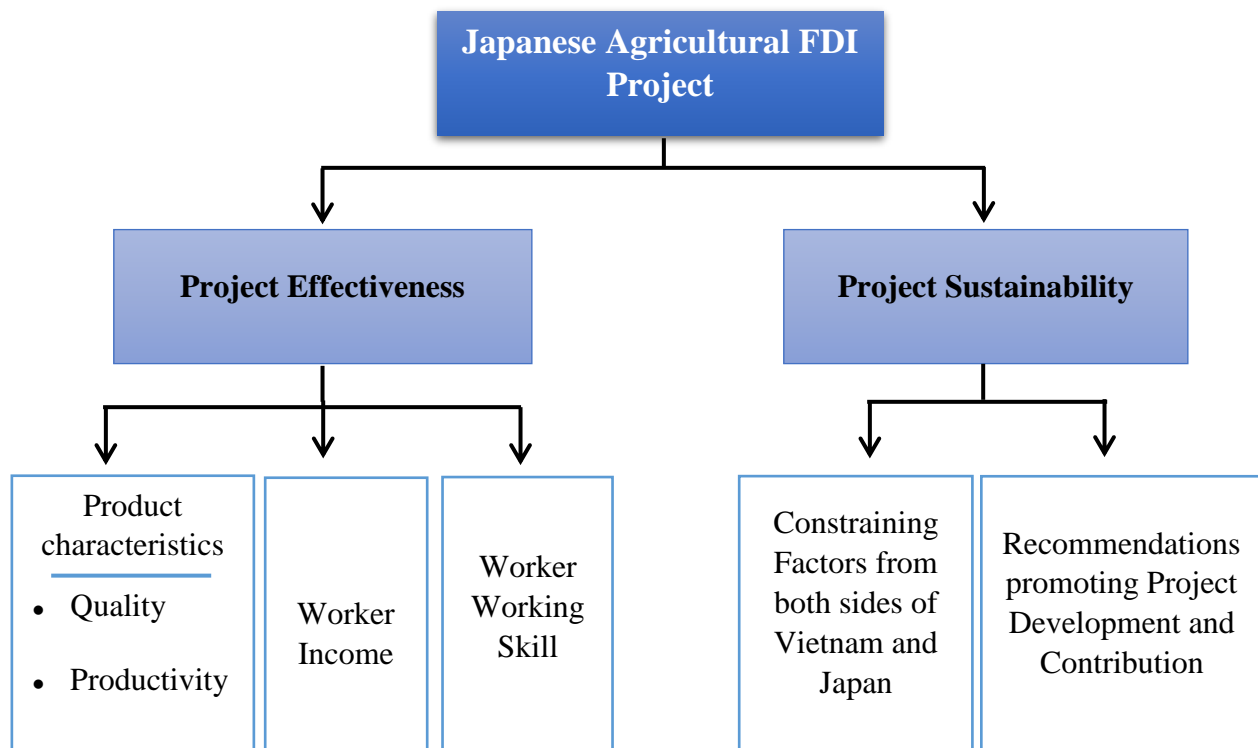 Japanese Agricultural FDI
Project
Project Effectiveness
Project Sustainability
Product
characteristics
• Quality
• Productivity
Worker
Income
Worker
Working
Skill
Constraining
Factors from
both sides of
Vietnam and
Japan
Recommendations
promoting Project
Development and
Contribution